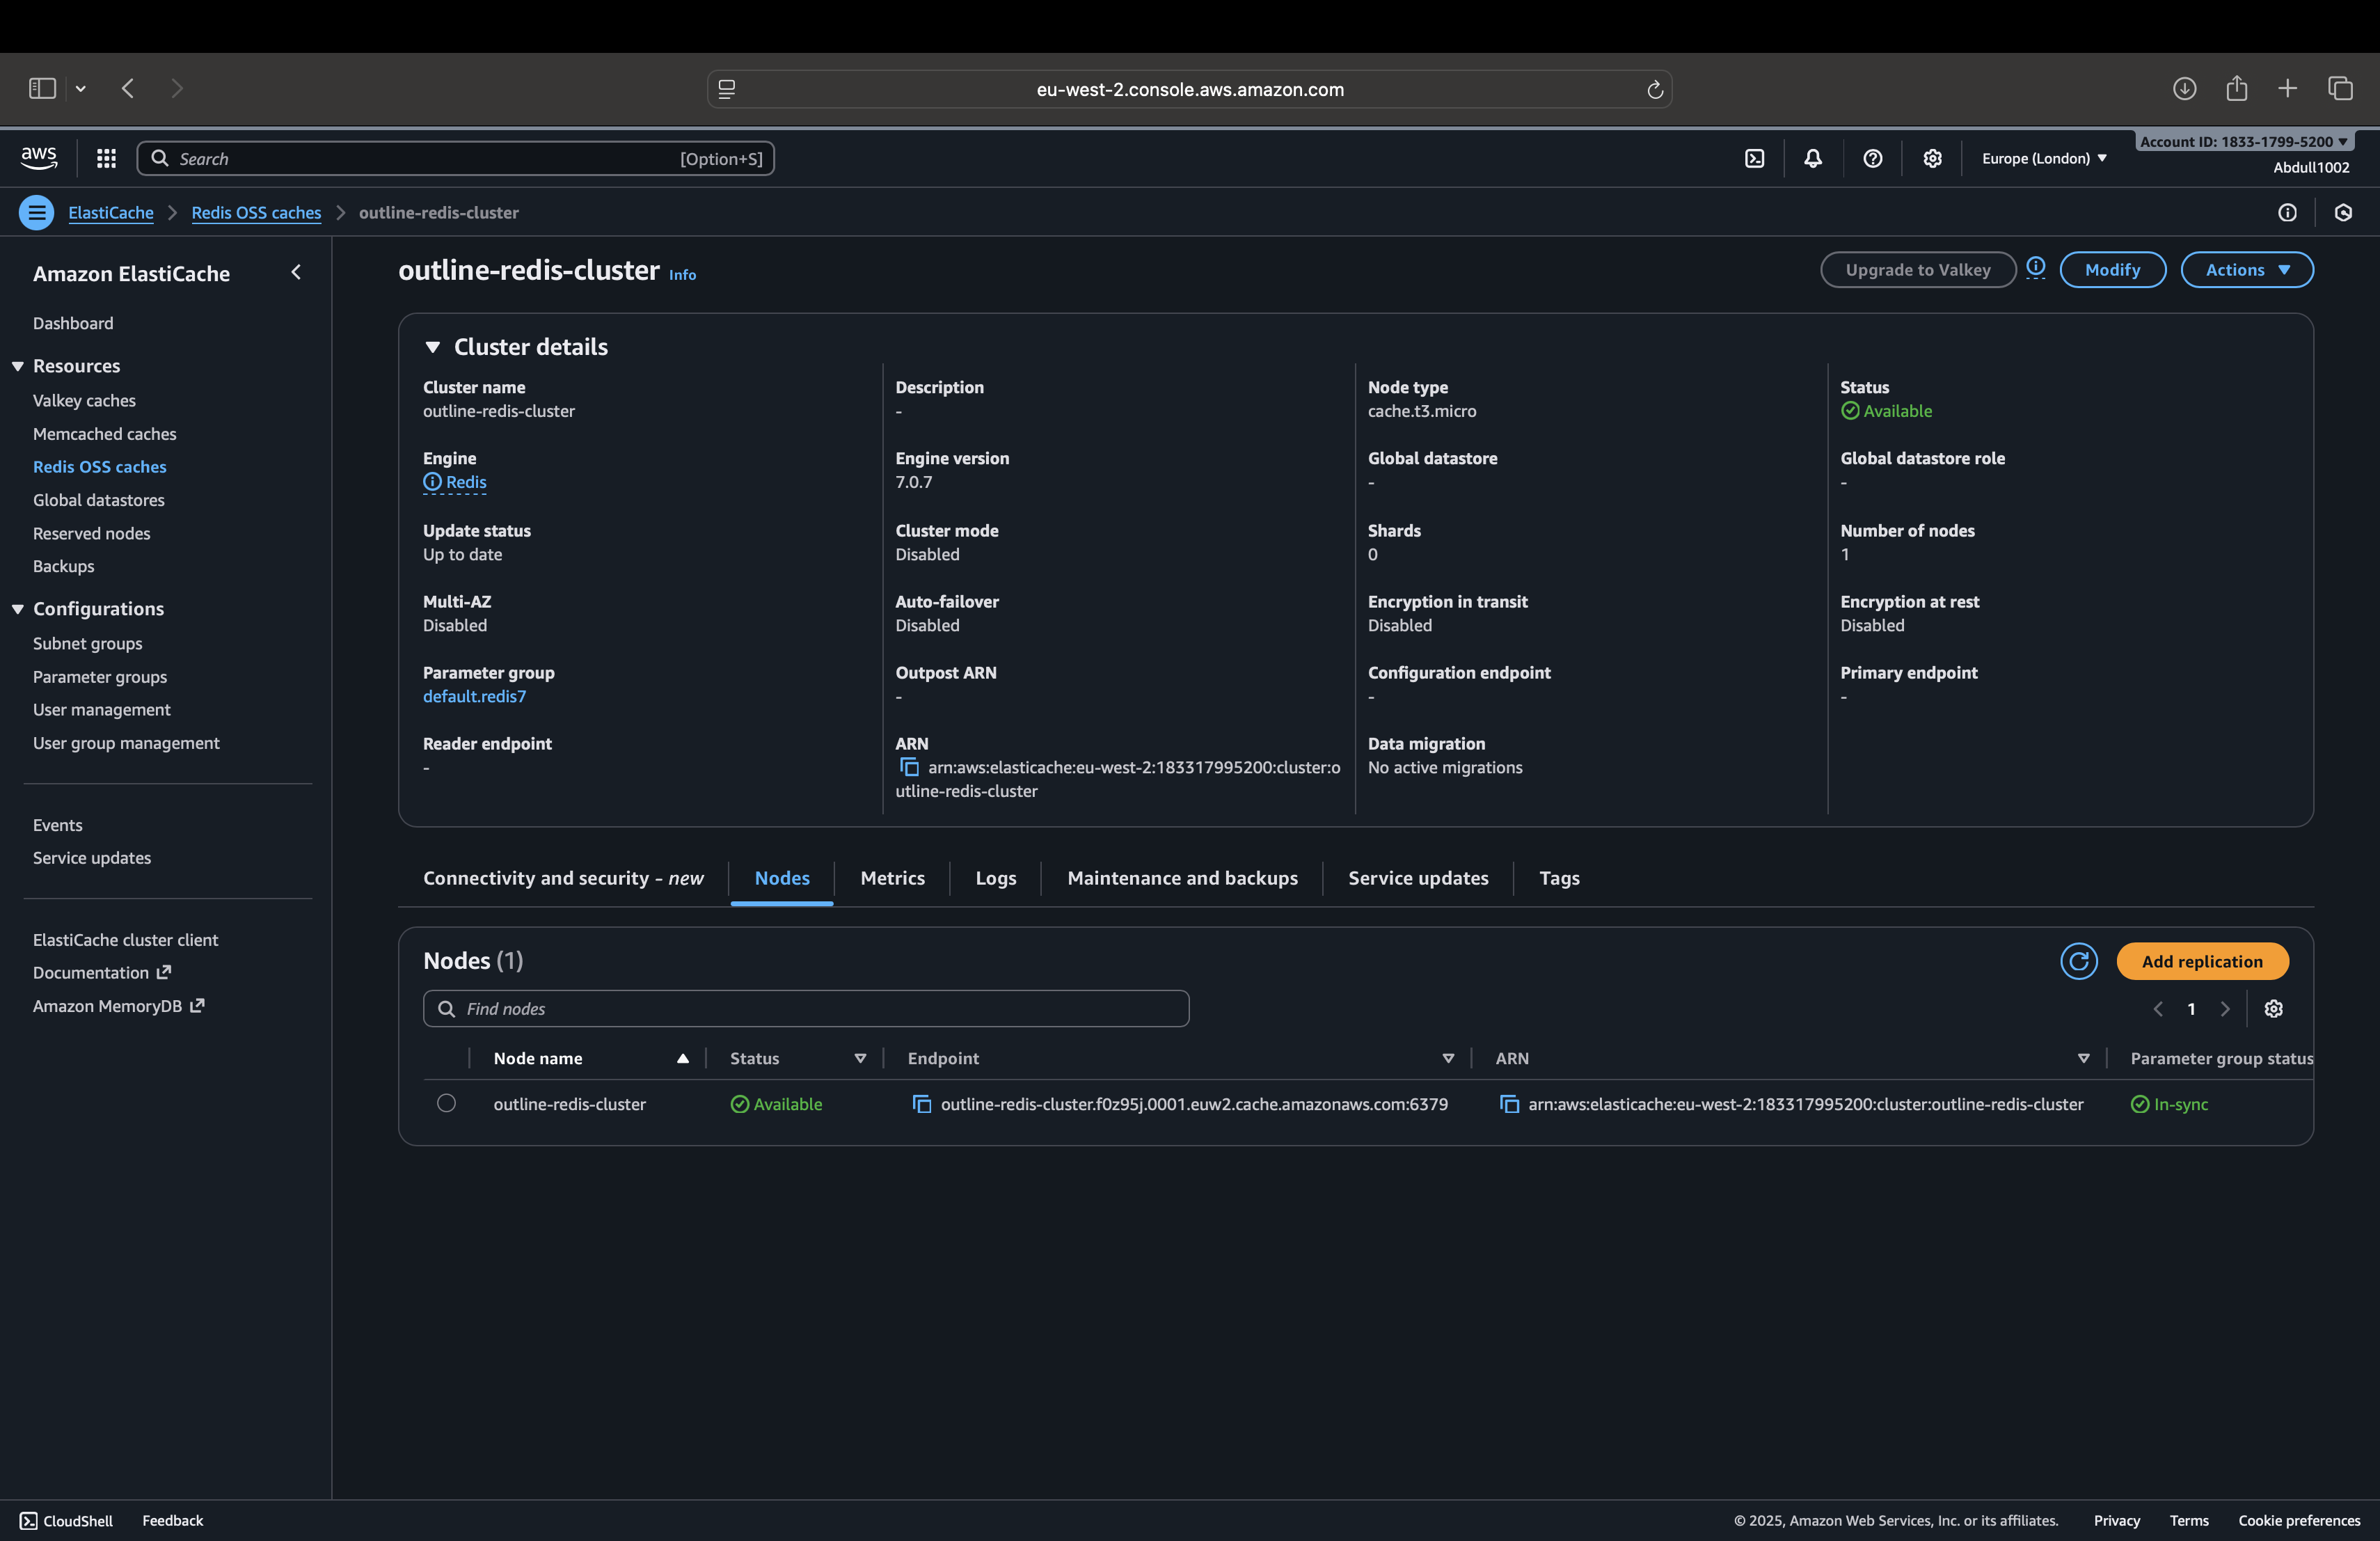 eu-west-2.console.aws.amazon.com
aws
Search [Option+S]
Europe (London)
Account ID: 1833-1799-5200
Abdull1002
ElastiCache
Redis OSS caches
outline-redis-cluster
Amazon ElastiCache
Dashboard
Resources
Valkey caches
Memcached caches
Redis OSS caches
Global datastores
Reserved nodes
Backups
Configurations
Subnet groups
Parameter groups
User management
User group management
Events
Service updates
ElastiCache cluster client
Documentation
Amazon MemoryDB
outline-redis-cluster Info
Upgrade to Valkey
Modify
Actions
Cluster details
Cluster name
outline-redis-cluster
Description
-
Node type
cache.t3.micro
Status
Available
Engine
Redis
Engine version
7.0.7
Global datastore
-
Global datastore role
-
Update status
Up to date
Cluster mode
Disabled
Shards
0
Number of nodes
1
Multi-AZ
Disabled
Auto-failover
Disabled
Encryption in transit
Disabled
Encryption at rest
Disabled
Parameter group
default.redis7
Outpost ARN
-
Configuration endpoint
-
Primary endpoint
-
Reader endpoint
-
ARN
arn:aws:elasticache:eu-west-2:183317995200:cluster:o
utline-redis-cluster
Data migration
No active migrations
Connectivity and security - new
Nodes
Metrics
Logs
Maintenance and backups
Service updates
Tags
Nodes (1)
Add replication
Find nodes
1
Node name
Status
Endpoint
ARN
Parameter group status
outline-redis-cluster
Available
outline-redis-cluster.f0z95j.0001.euw2.cache.amazonaws.com:6379
arn:aws:elasticache:eu-west-2:183317995200:cluster:outline-redis-cluster
In-sync
CloudShell
Feedback
© 2025, Amazon Web Services, Inc. or its affiliates.
Privacy
Terms
Cookie preferences